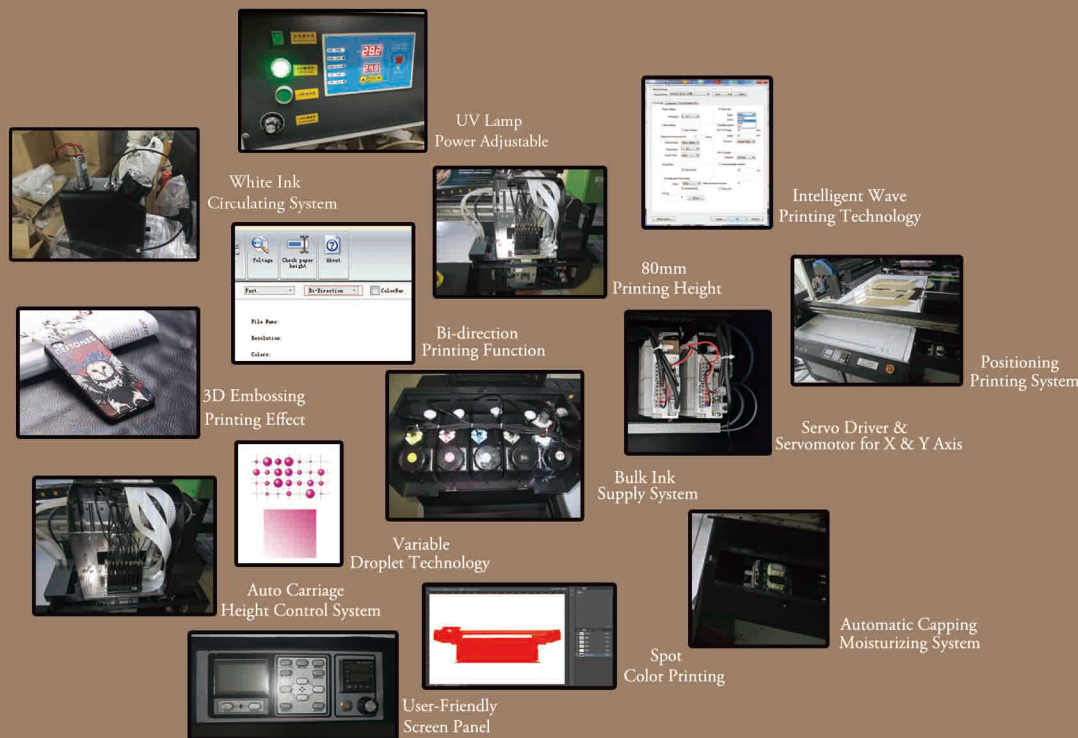 28.2
UV Lamp
Power Adjustable
White Ink
Circulating System
Intelligent Wave
Printing Technology
80mm
Printing Height
Voltage
Check paper
height
About
Fast
Bi-Direction
ColorBar
File Name:
Resolution:
Colors:
Bi-direction
Printing Function
Positioning
Printing System
DEFTONES
3D Embossing
Printing Effect
Servo Driver &
Servomotor for X & Y Axis
Bulk Ink
Supply System
Variable
Droplet Technology
Auto Carriage
Height Control System
Automatic Capping
Moisturizing System
Spot
Color Printing
User-Friendly
Screen Panel